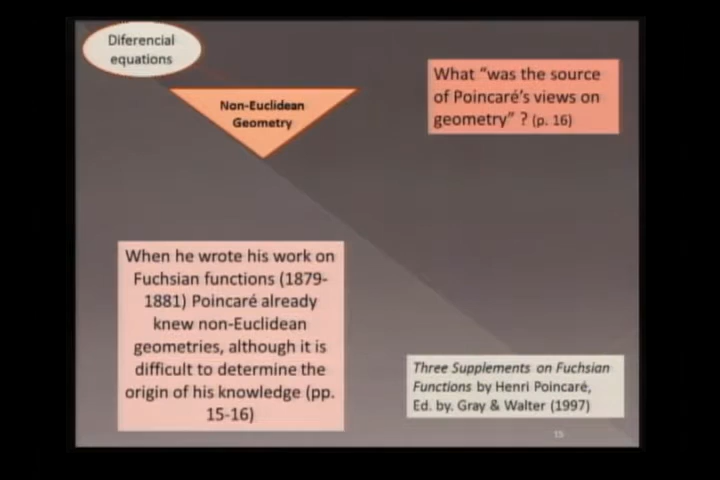 Diferencial
equations
Non-Euclidean
Geometry
What “was the source
of Poincaré’s views on
geometry” ? (p. 16)
When he wrote his work on
Fuchsian functions (1879-
1881) Poincaré already
knew non-Euclidean
geometries, although it is
difficult to determine the
origin of his knowledge (pp.
15-16)
Three Supplements on Fuchsian
Functions by Henri Poincaré,
Ed. by. Gray & Walter (1997)
15